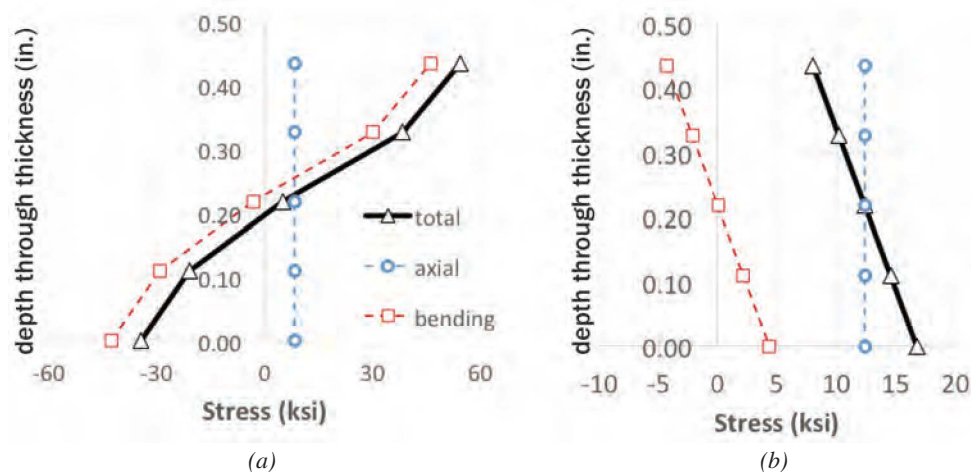 depth through thickness (in.)
0.50
0.40
0.30
0.20
0.10
0.00
-60
-30
0
30
60
Stress (ksi)
total
axial
bending
(a)
depth through thickness (in.)
0.50
0.40
0.30
0.20
0.10
0.00
-10
-5
0
5
10
15
20
Stress (ksi)
(b)